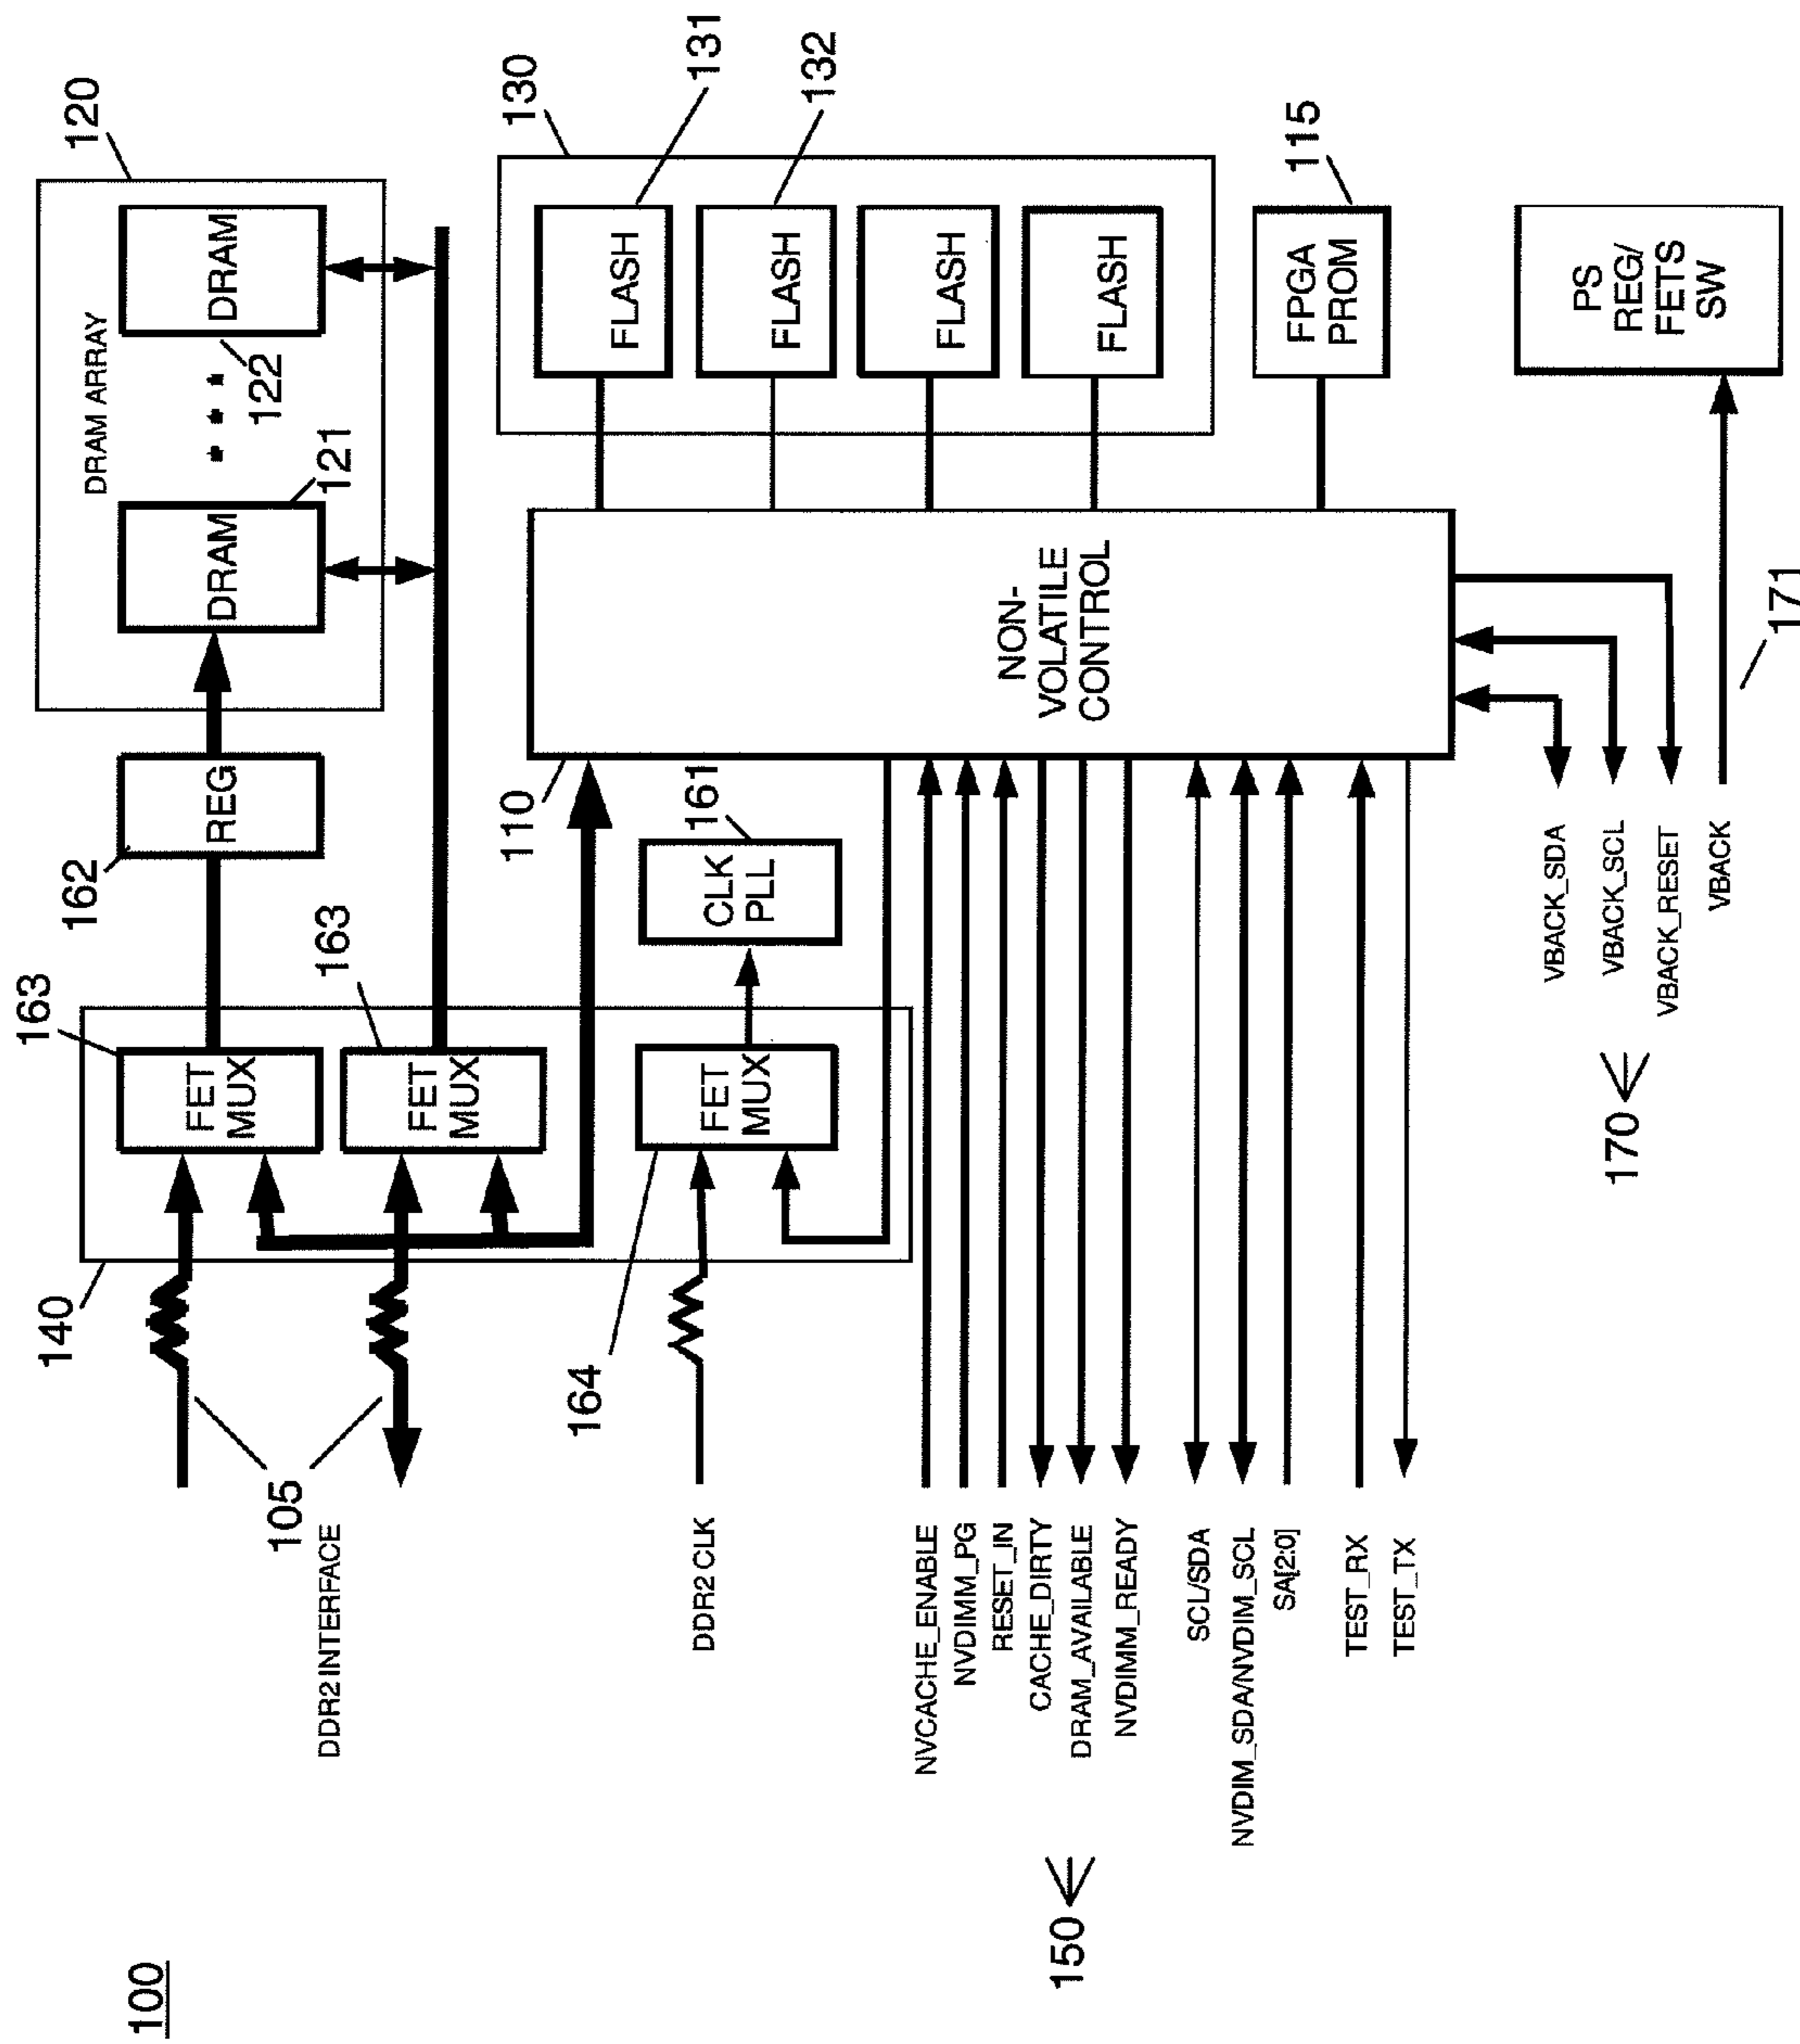 100
DDR2 INTERFACE
105
140
163
FET
MUX
163
FET
MUX
162
REG
120
DRAM ARRAY
DRAM
121
DRAM
122
DDR2 CLK
164
FET
MUX
CLK
PLL
161
110
NON-
VOLATILE
CONTROL
130
FLASH
131
FLASH
132
FLASH
FLASH
FPGA
PROM
115
PS
REG/
FETS
SW
150
NVCACHE_ENABLE
NVDIMM_PG
RESET_IN
CACHE_DIRTY
DRAM_AVAILABLE
NVDIMM_READY
SCL/SDA
NVDIM_SDA/NVDIM_SCL
SA[2:0]
TEST_RX
TEST_TX
170
VBACK_SDA
VBACK_SCL
VBACK_RESET
VBACK
171